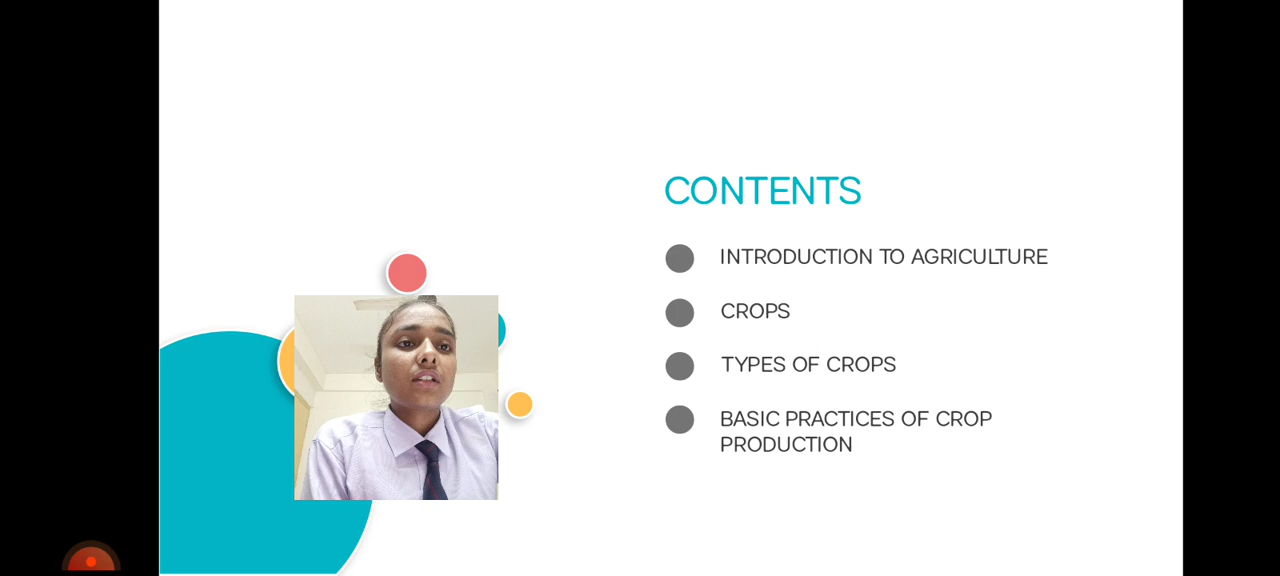 CONTENTS
INTRODUCTION TO AGRICULTURE
CROPS
TYPES OF CROPS
BASIC PRACTICES OF CROP
PRODUCTION